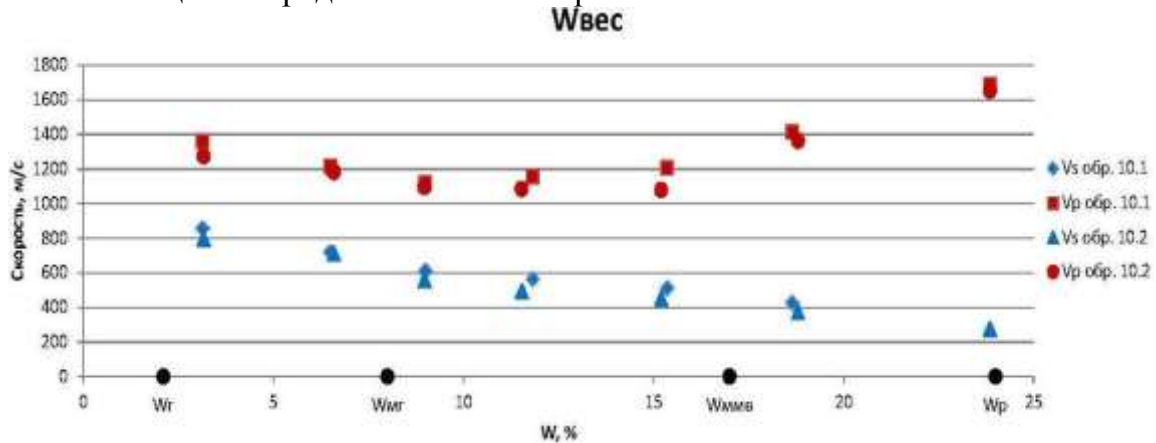 Wвес
1800
1600
1400
1200
1000
800
600
400
200
0
Скорость, м/с
0 5 10 15 20 25
Wг Wмг Wммв Wр
W, %
Vs обр. 10.1
Vp обр. 10.1
Vs обр. 10.2
Vp обр. 10.2